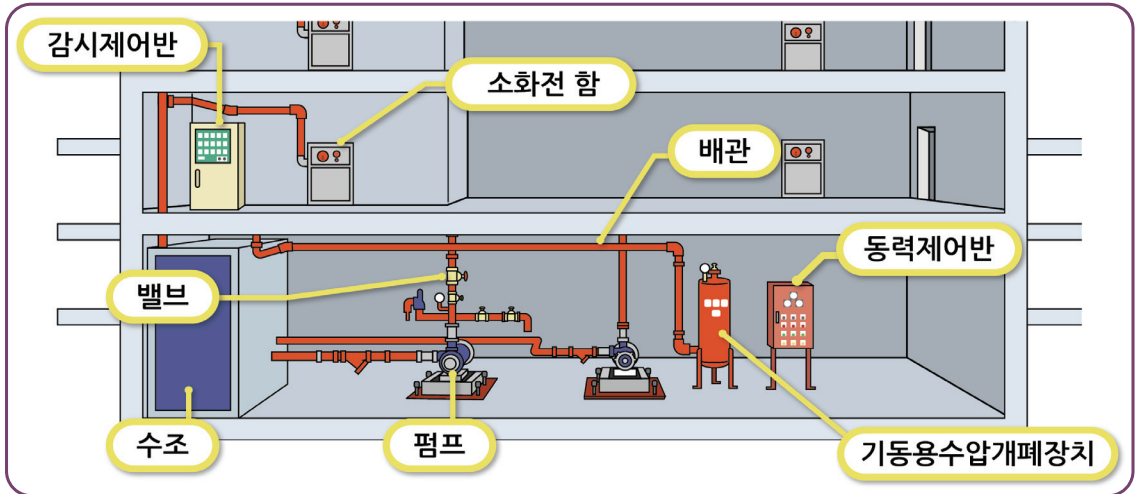 감시제어반
소화전 함
배관
동력제어반
밸브
수조
펌프
기동용수압개폐장치